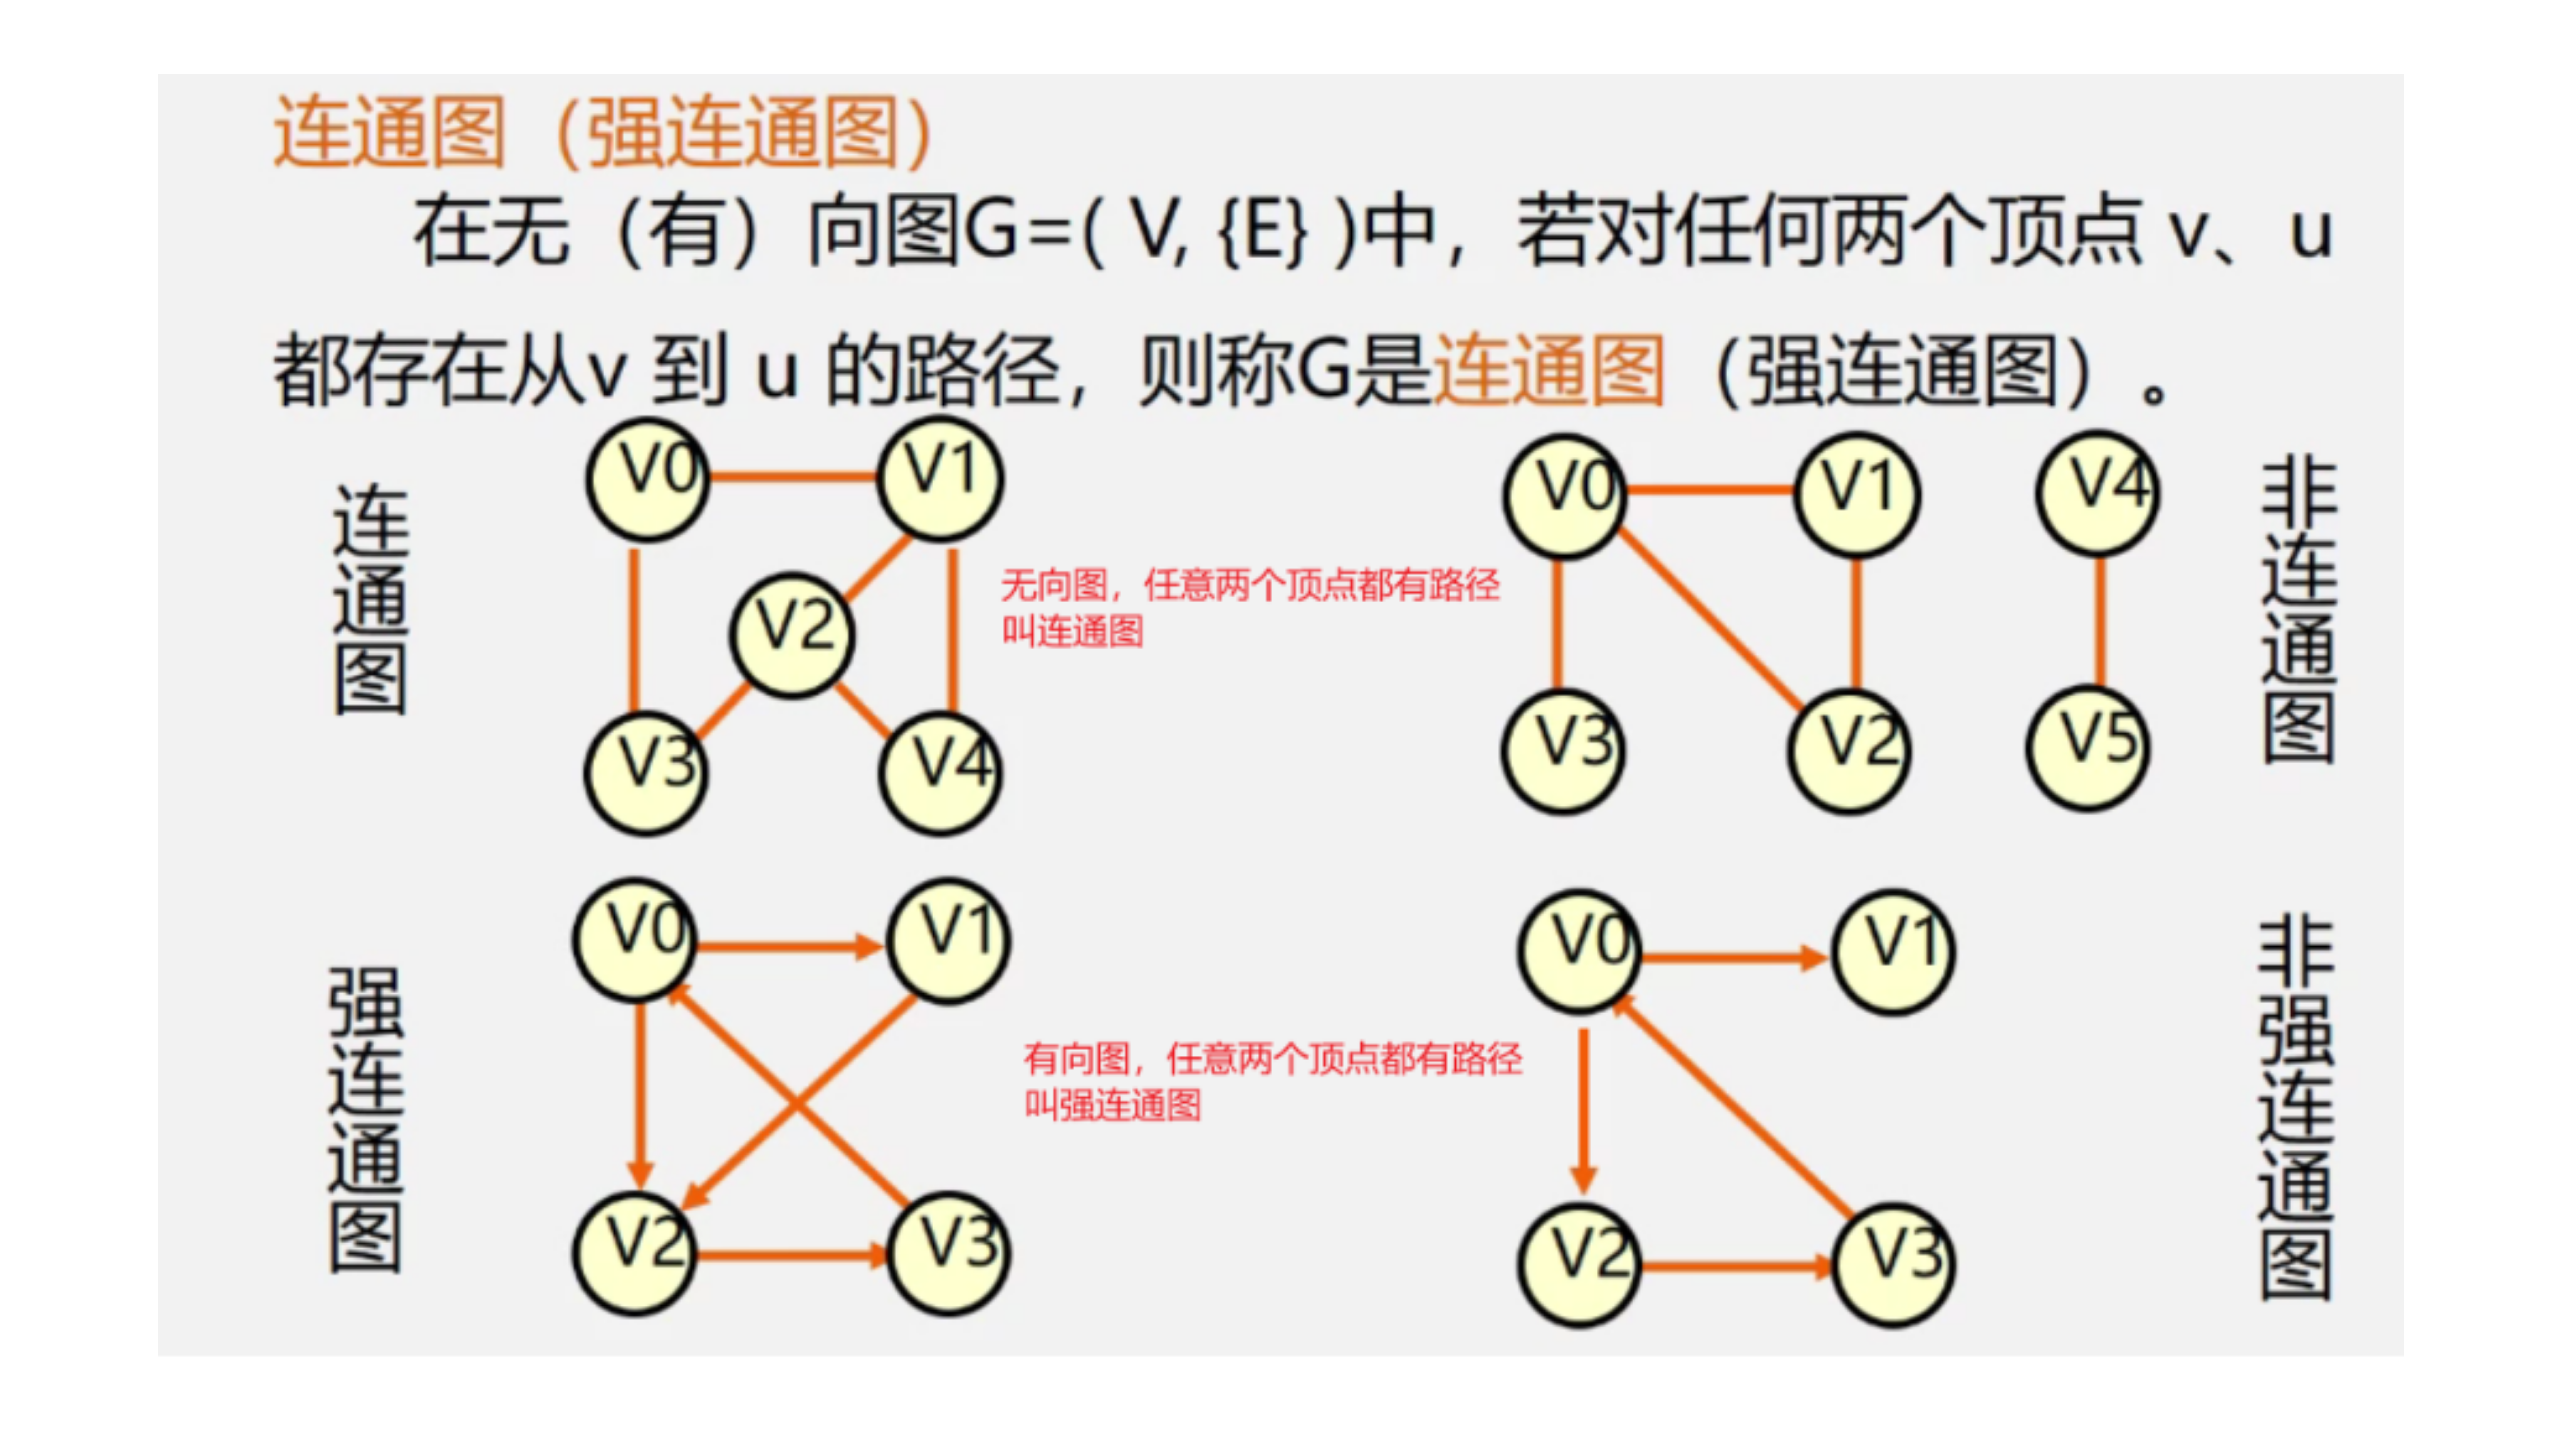 连通图（强连通图）
在无（有）向图G=( V, {E} )中，若对任何两个顶点 v、u
都存在从v 到 u 的路径，则称G是连通图（强连通图）。
连通图
V0
V1
V2
V3
V4
无向图，任意两个顶点都有路径
叫连通图
V0
V1
V4
V3
V2
V5
非连通图
强连通图
V0
V1
V2
V3
有向图，任意两个顶点都有路径
叫强连通图
V0
V1
V2
V3
非强连通图